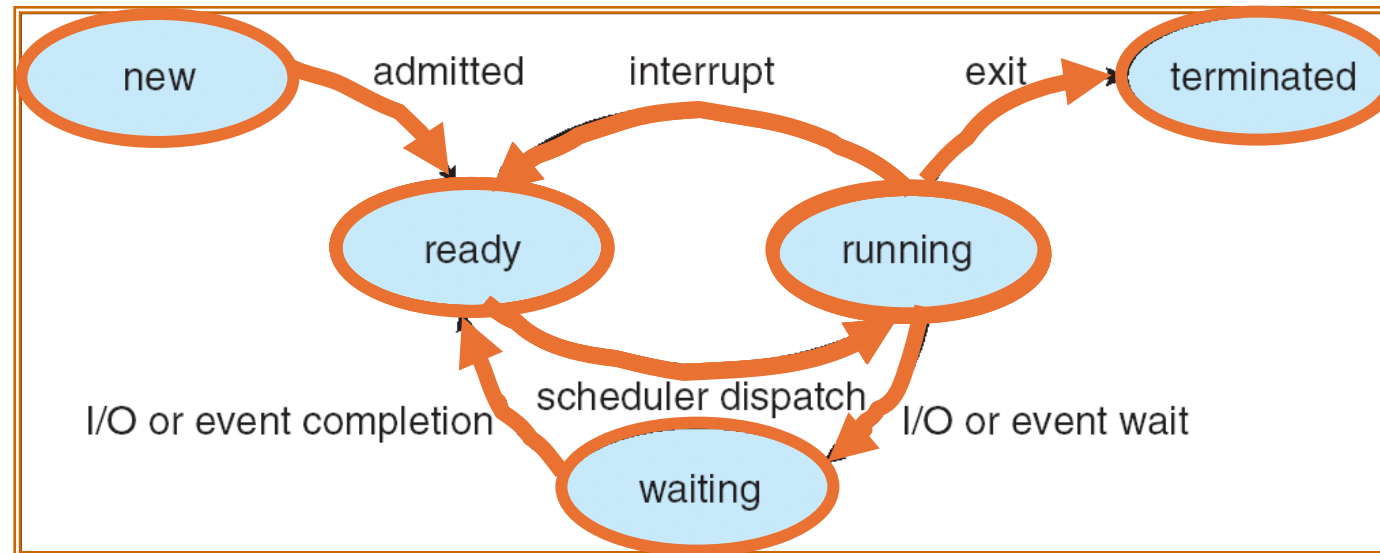 new
admitted
interrupt
exit
terminated
ready
running
scheduler dispatch
I/O or event completion
I/O or event wait
waiting